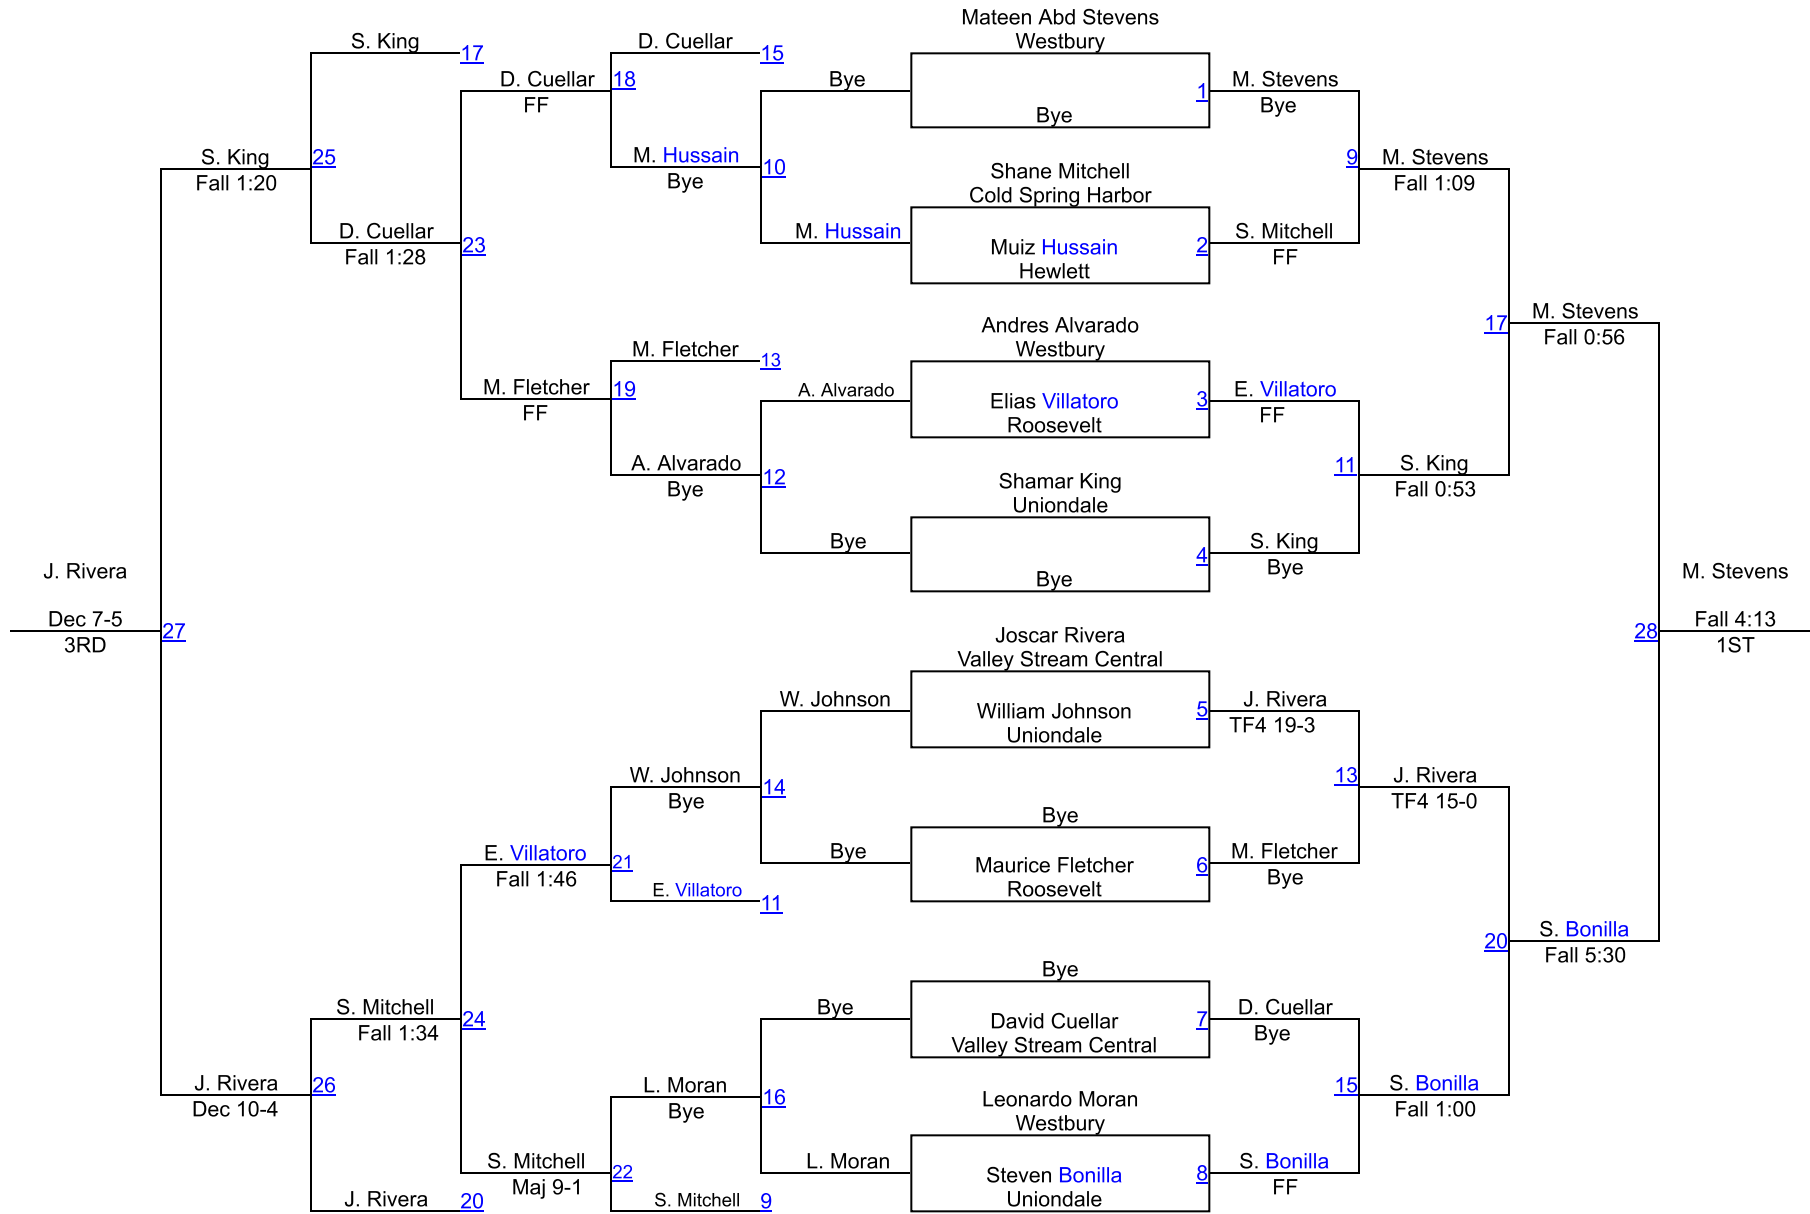 Mateen Abd Stevens
S. King
D. Cuellar
Westbury
17
15
D. Cuellar
18
Bye
1
M. Stevens
FF
Bye
Bye
S. King
25
M. Hussain
10
9
M. Stevens
Fall 1:20
Bye
Shane Mitchell
Fall 1:09
Cold Spring Harbor
D. Cuellar
23
M. Hussain
Muiz Hussain
2
S. Mitchell
Fall 1:28
Hewlett
FF
Andres Alvarado
17
M. Stevens
M. Fletcher
13
Westbury
Fall 0:56
M. Fletcher
19
A. Alvarado
Elias Villatoro
3
E. Villatoro
FF
Roosevelt
FF
A. Alvarado
12
11
S. King
Bye
Shamar King
Fall 0:53
Uniondale
Bye
4
S. King
J. Rivera
Bye
Bye
M. Stevens
Dec 7-5
27
28
Fall 4:13
3RD
Joscar Rivera
1ST
Valley Stream Central
W. Johnson
William Johnson
5
J. Rivera
Uniondale
TF4 19-3
W. Johnson
14
13
J. Rivera
Bye
Bye
TF4 15-0
E. Villatoro
21
Bye
Maurice Fletcher
6
M. Fletcher
Fall 1:46
E. Villatoro
11
Roosevelt
Bye
20
S. Bonilla
Bye
Fall 5:30
S. Mitchell
24
Bye
David Cuellar
7
D. Cuellar
Fall 1:34
Valley Stream Central
Bye
J. Rivera
26
L. Moran
16
Leonardo Moran
15
S. Bonilla
Dec 10-4
Bye
Westbury
Fall 1:00
S. Mitchell
22
L. Moran
Steven Bonilla
8
S. Bonilla
Maj 9-1
Uniondale
FF
J. Rivera
20
S. Mitchell
9